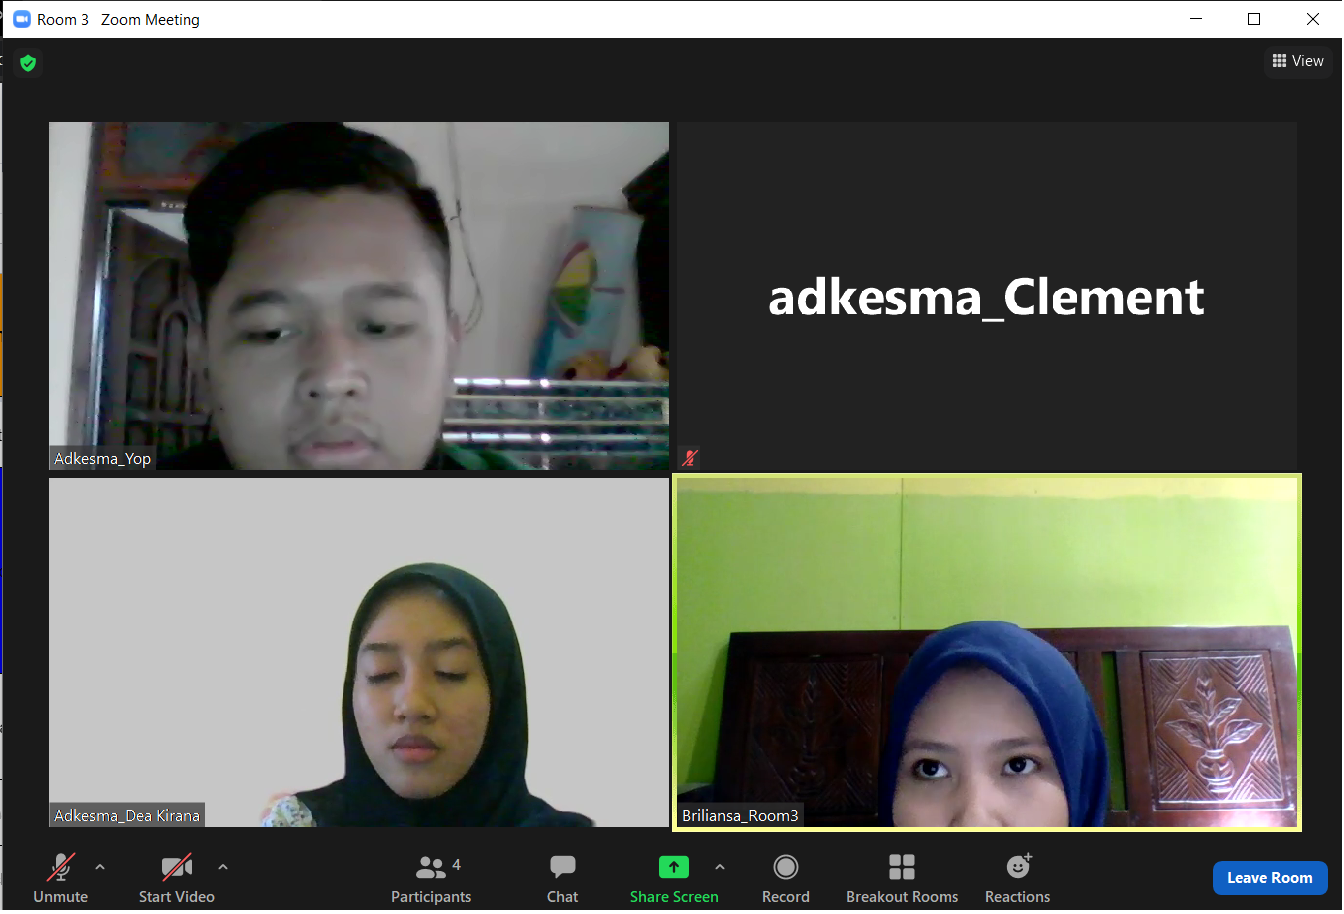 Room 3 Zoom Meeting
View
adkesma_Clement
Adkesma_Yop
Adkesma_Dea Kirana
Briliansa_Room3
4
Unmute
Start Video
Participants
Chat
Share Screen
Record
Breakout Rooms
Reactions
Leave Room